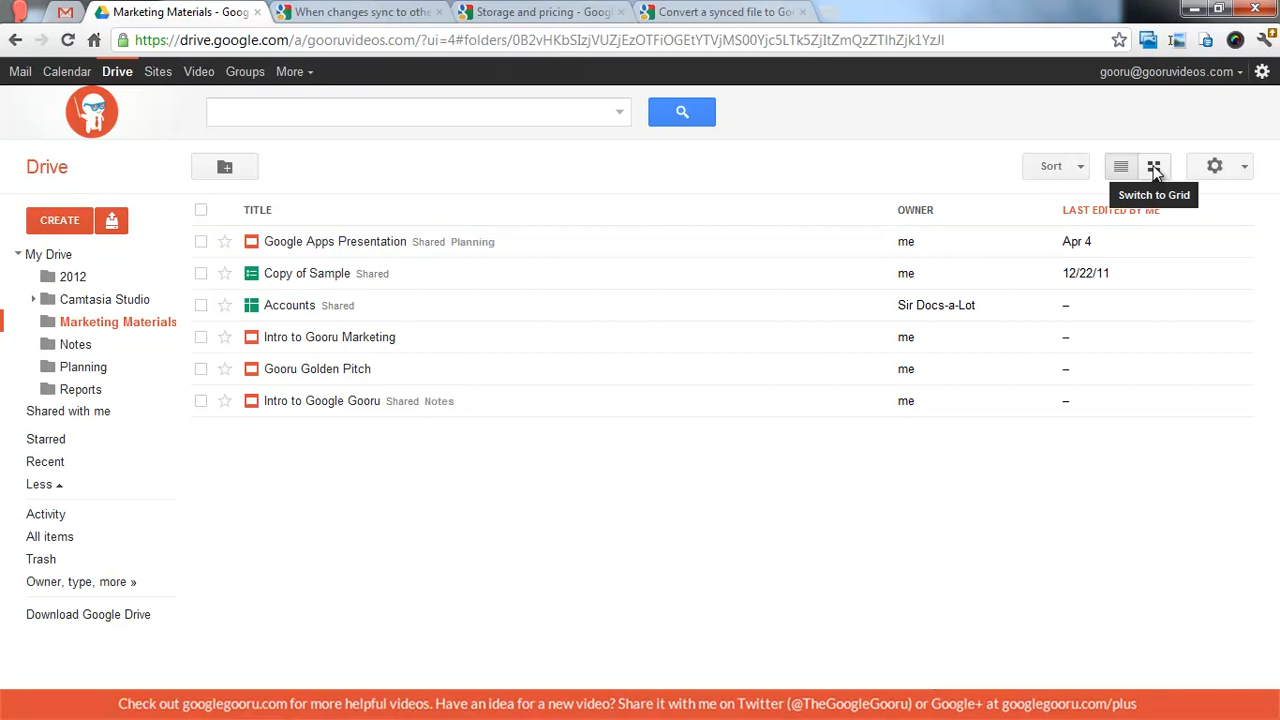 Marketing Materials - Goog
When changes sync to othe
Storage and pricing - Goog
Convert a synced file to Go
https://drive.google.com/a/gooruvideos.com/?ui=4#folders/
Mail Calendar Drive Sites Video Groups More
gooru@gooruvideos.com
Drive
Sort
Switch to Grid
CREATE
TITLE OWNER LAST EDITED BY ME
My Drive
2012
Camtasia Studio
Marketing Materials
Notes
Planning
Reports
Shared with me
Starred
Recent
Less
Activity
All items
Trash
Owner, type, more »
Download Google Drive
Google Apps Presentation Shared Planning me Apr 4
Copy of Sample Shared me 12/22/11
Accounts Shared Sir Docs-a-Lot –
Intro to Gooru Marketing me –
Gooru Golden Pitch me –
Intro to Google Gooru Shared Notes me –
Check out googlegooru.com for more helpful videos. Have an idea for a new video? Share it with me on Twitter (@TheGoogleGooru) or Google+ at googlegooru.com/plus